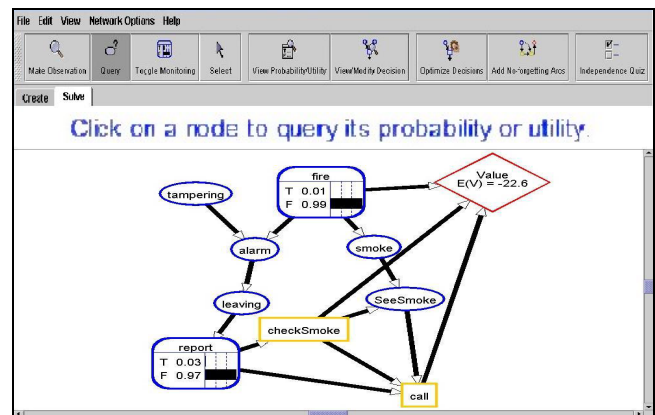 File Edit View Network Options Help
Make Observation Query Toggle Monitoring Select View Probability/Utility View/Modify Decision Optimize Decisions Add No-forgetting Arcs Independence Quiz
Create Solve
Click on a node to query its probability or utility.
fire
T 0.01
F 0.99
Value
E(V) = -22.6
tampering
alarm
smoke
leaving
SeeSmoke
checkSmoke
report
T 0.03
F 0.97
call